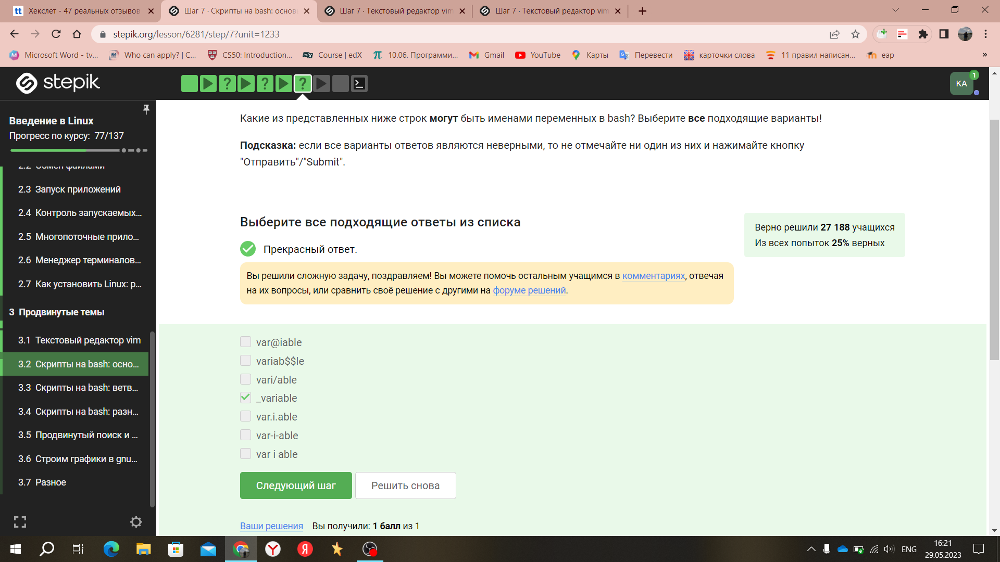 Хекслет - 47 реальных отзывов
Шаг 7 · Скрипты на bash: основ
Шаг 7 · Текстовый редактор vim
Шаг 7 · Текстовый редактор vim
stepik.org/lesson/6281/step/7?unit=1233
Microsoft Word - tv...
Who can apply? | C...
CS50: Introduction...
edX Course | edX
10.06. Программи...
Gmail
YouTube
Карты
Перевести
карточки слова
11 правил написан...
eap
»
stepik
KA
1
Введение в Linux
Прогресс по курсу: 77/137
2.2 Обмен файлами
2.3 Запуск приложений
2.4 Контроль запускаемых...
2.5 Многопоточные прило...
2.6 Менеджер терминалов...
2.7 Как установить Linux: р...
3 Продвинутые темы
3.1 Текстовый редактор vim
3.2 Скрипты на bash: осно...
3.3 Скрипты на bash: ветв...
3.4 Скрипты на bash: разн...
3.5 Продвинутый поиск и ...
3.6 Строим графики в gnu...
3.7 Разное
Какие из представленных ниже строк могут быть именами переменных в bash? Выберите все подходящие варианты!
Подсказка: если все варианты ответов являются неверными, то не отмечайте ни один из них и нажимайте кнопку
"Отправить"/"Submit".
Выберите все подходящие ответы из списка
Прекрасный ответ.
Верно решили 27 188 учащихся
Из всех попыток 25% верных
Вы решили сложную задачу, поздравляем! Вы можете помочь остальным учащимся в комментариях, отвечая
на их вопросы, или сравнить своё решение с другими на форуме решений.
var@iable
variab$$le
vari/able
_variable
var.i.able
var-i-able
var i able
Следующий шаг
Решить снова
Ваши решения Вы получили: 1 балл из 1
ENG
16:21
29.05.2023